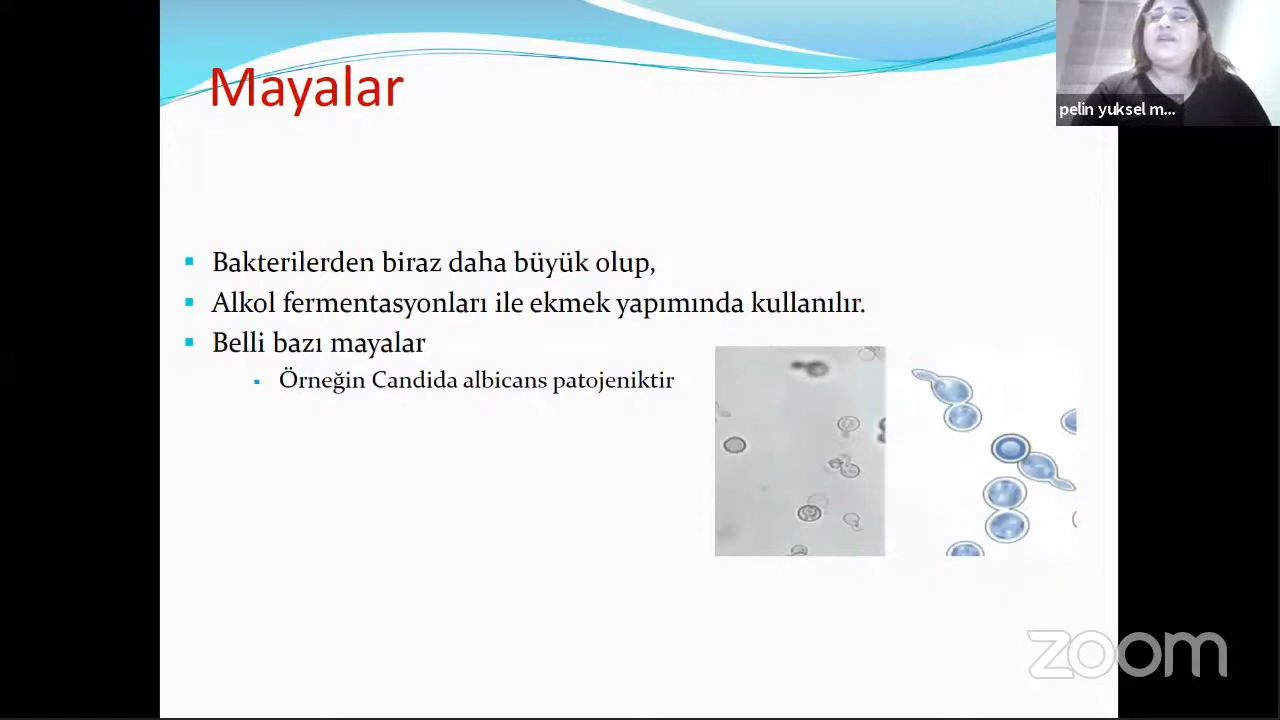 Mayalar
pelin yuksel m...
Bakterilerden biraz daha büyük olup,
Alkol fermentasyonları ile ekmek yapımında kullanılır.
Belli bazı mayalar
Örneğin Candida albicans patojeniktir
zoom